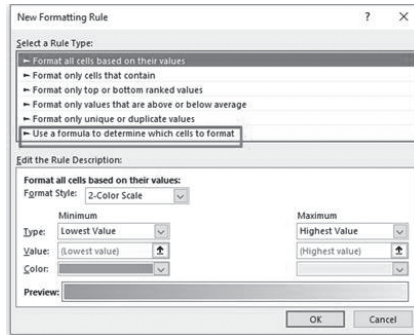 New Formatting Rule ? X
Select a Rule Type:
► Format all cells based on their values
► Format only cells that contain
► Format only top or bottom ranked values
► Format only values that are above or below average
► Format only unique or duplicate values
► Use a formula to determine which cells to format
Edit the Rule Description:
Format all cells based on their values:
Format Style: 2-Color Scale
Minimum Maximum
Type: Lowest Value Highest Value
Value: (Lowest value) (Highest value)
Color:
Preview:
OK Cancel